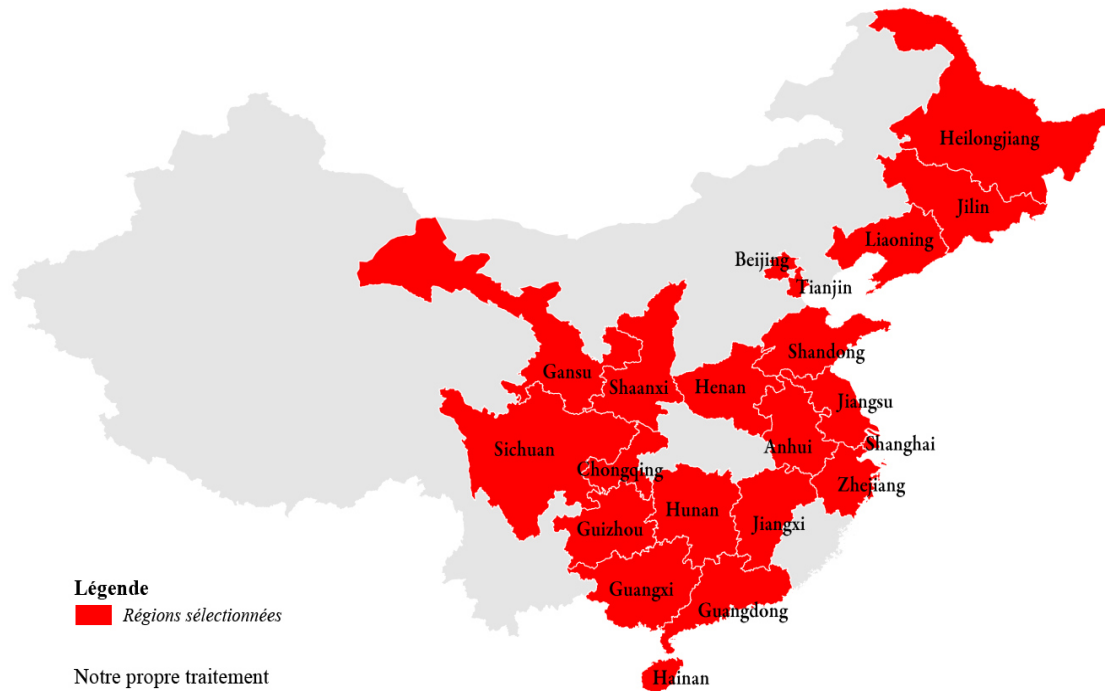 Heilongjiang
Jilin
Liaoning
Beijing
Tianjin
Shandong
Gansu
Shaanxi
Henan
Jiangsu
Shanghai
Anhui
Sichuan
Chongqing
Zhejiang
Hunan
Jiangxi
Guizhou
Guangxi
Guangdong
Hainan
Légende
Régions sélectionnées
Notre propre traitement